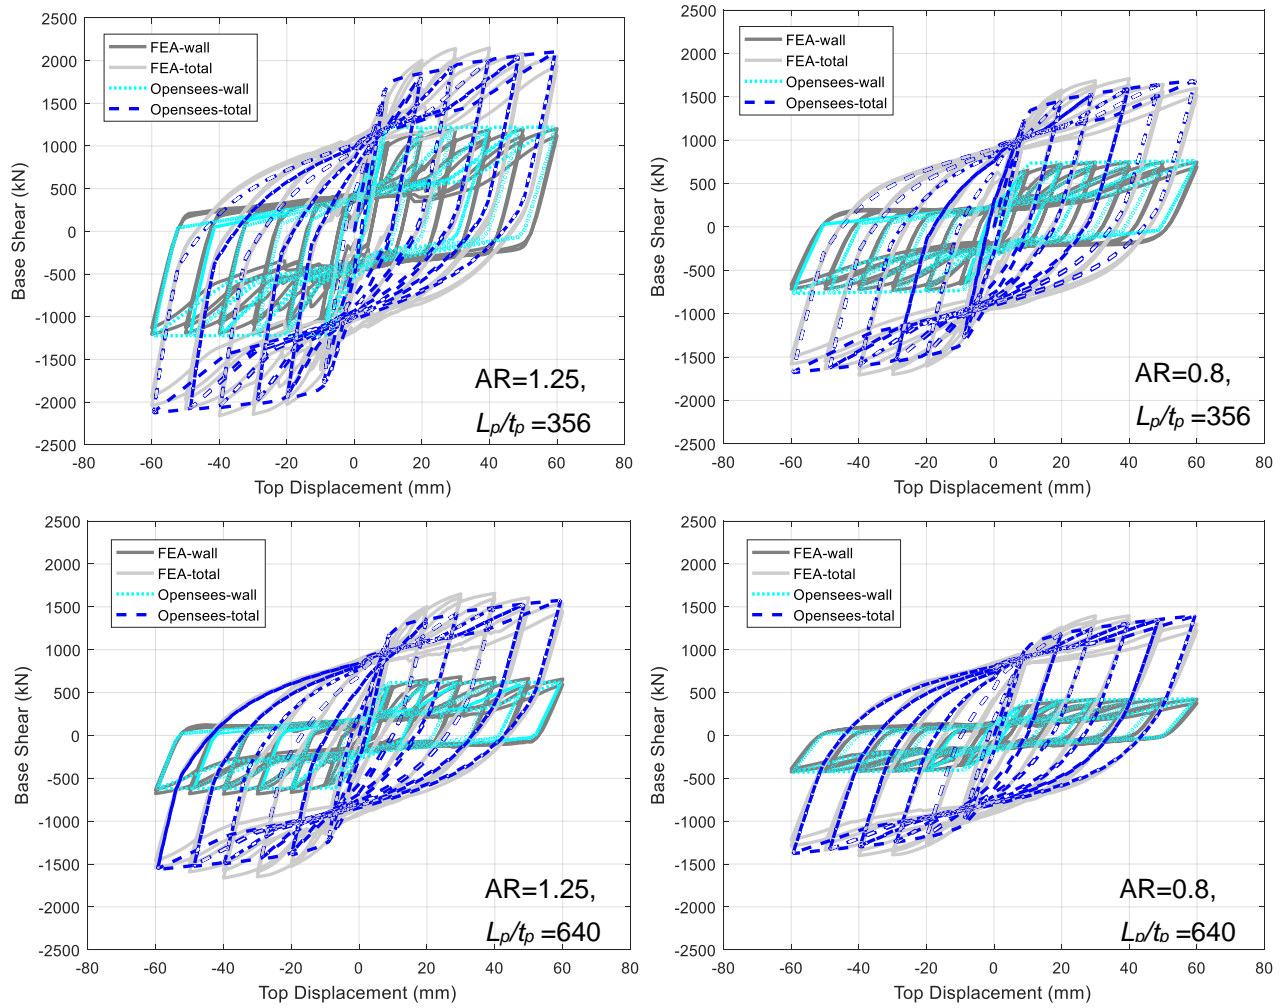 2500
2000
1500
1000
500
0
-500
-1000
-1500
-2000
-2500
Base Shear (kN)
FEA-wall
FEA-total
Opensees-wall
Opensees-total
AR=1.25,
Lp/tp =356
-80 -60 -40 -20 0 20 40 60 80
Top Displacement (mm)
2500
2000
1500
1000
500
0
-500
-1000
-1500
-2000
-2500
Base Shear (kN)
FEA-wall
FEA-total
Opensees-wall
Opensees-total
AR=0.8,
Lp/tp =356
-80 -60 -40 -20 0 20 40 60 80
Top Displacement (mm)
2500
2000
1500
1000
500
0
-500
-1000
-1500
-2000
-2500
Base Shear (kN)
FEA-wall
FEA-total
Opensees-wall
Opensees-total
AR=1.25,
Lp/tp =640
-80 -60 -40 -20 0 20 40 60 80
Top Displacement (mm)
2500
2000
1500
1000
500
0
-500
-1000
-1500
-2000
-2500
Base Shear (kN)
FEA-wall
FEA-total
Opensees-wall
Opensees-total
AR=0.8,
Lp/tp =640
-80 -60 -40 -20 0 20 40 60 80
Top Displacement (mm)